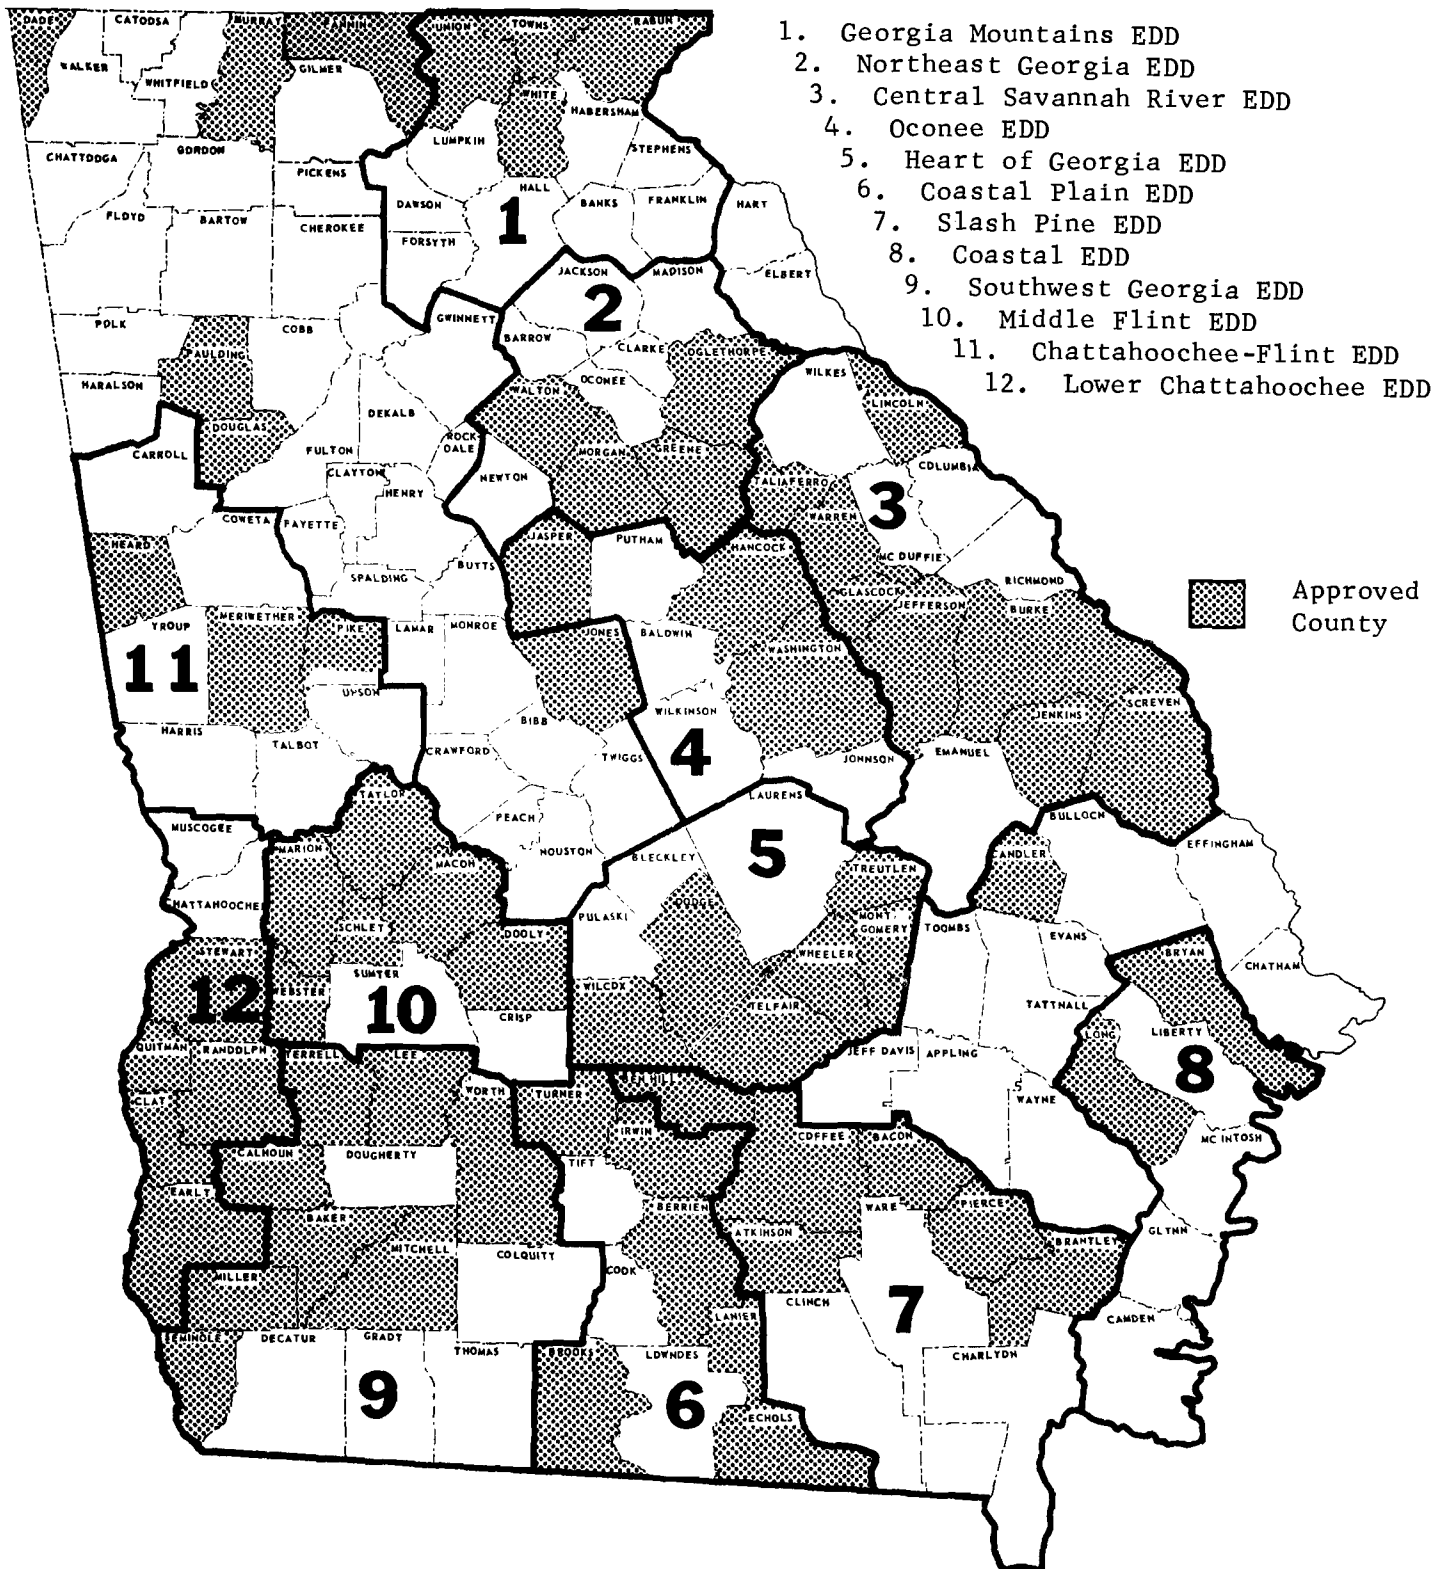 1. Georgia Mountains EDD
2. Northeast Georgia EDD
3. Central Savannah River EDD
4. Oconee EDD
5. Heart of Georgia EDD
6. Coastal Plain EDD
7. Slash Pine EDD
8. Coastal EDD
9. Southwest Georgia EDD
10. Middle Flint EDD
11. Chattahoochee-Flint EDD
12. Lower Chattahoochee EDD
Approved
County
DADE
CATOOSA
MURRAY
FANNIN
UNION
TOWNS
RABUN
WALKER
WHITFIELD
GILMER
WHITE
HABERSHAM
LUMPKIN
STEPHENS
CHATTOOGA
GORDON
PICKENS
DAWSON
HALL
BANKS
FRANKLIN
HART
FLOYD
BARTOW
CHEROKEE
FORSYTH
1
ELBERT
JACKSON
MADISON
2
POLK
COBB
GWINNETT
BARROW
CLARKE
OGLETHORPE
PAULDING
HARALSON
OCONEE
WALTON
WILKES
LINCOLN
DEKALB
DOUGLAS
ROCK
DALE
FULTON
CARROLL
CLAYTON
HENRY
NEWTON
MORGAN
GREENE
TALIAFERRO
COLUMBIA
WARREN
3
MC DUFFIE
COWETA
FAYETTE
HEARD
SPALDING
BUTTS
JASPER
PUTNAM
HANCOCK
GLASCOCK
JEFFERSON
RICHMOND
BURKE
TROUP
MERIWETHER
PIKE
LAMAR
MONROE
JONES
BALDWIN
WASHINGTON
11
UPSON
HARRIS
TALBOT
BIBB
WILKINSON
4
JENKINS
SCREVEN
CRAWFORD
TWIGGS
JOHNSON
EMANUEL
TAYLOR
PEACH
LAURENS
5
BULLOCH
MUSCOGEE
MARION
MACON
HOUSTON
BLECKLEY
TREUTLEN
CANDLER
EFFINGHAM
CHATTAHOOCHEE
SCHLEY
DOOLY
PULASKI
DODGE
MONT
GOMERY
TOOMBS
EVANS
STEWART
12
WEBSTER
SUMTER
10
CRISP
WILCOX
WHEELER
TELFAIR
TATTNALL
BRYAN
CHATHAM
LONG
LIBERTY
8
QUITMAN
RANDOLPH
TERRELL
LEE
WORTH
TURNER
BEN HILL
JEFF DAVIS
APPLING
WAYNE
CLAY
IRWIN
COFFEE
BACON
MC INTOSH
CALHOUN
DOUGHERTY
TIFT
EARLY
BAKER
BERRIEN
WARE
PIERCE
ATKINSON
MITCHELL
COLQUITT
COOK
BRANTLEY
GLYNN
MILLER
CLINCH
7
LANIER
CAMDEN
SEMINOLE
DECATUR
GRADY
THOMAS
BROOKS
LOWNDES
CHARLTON
9
6
ECHOLS